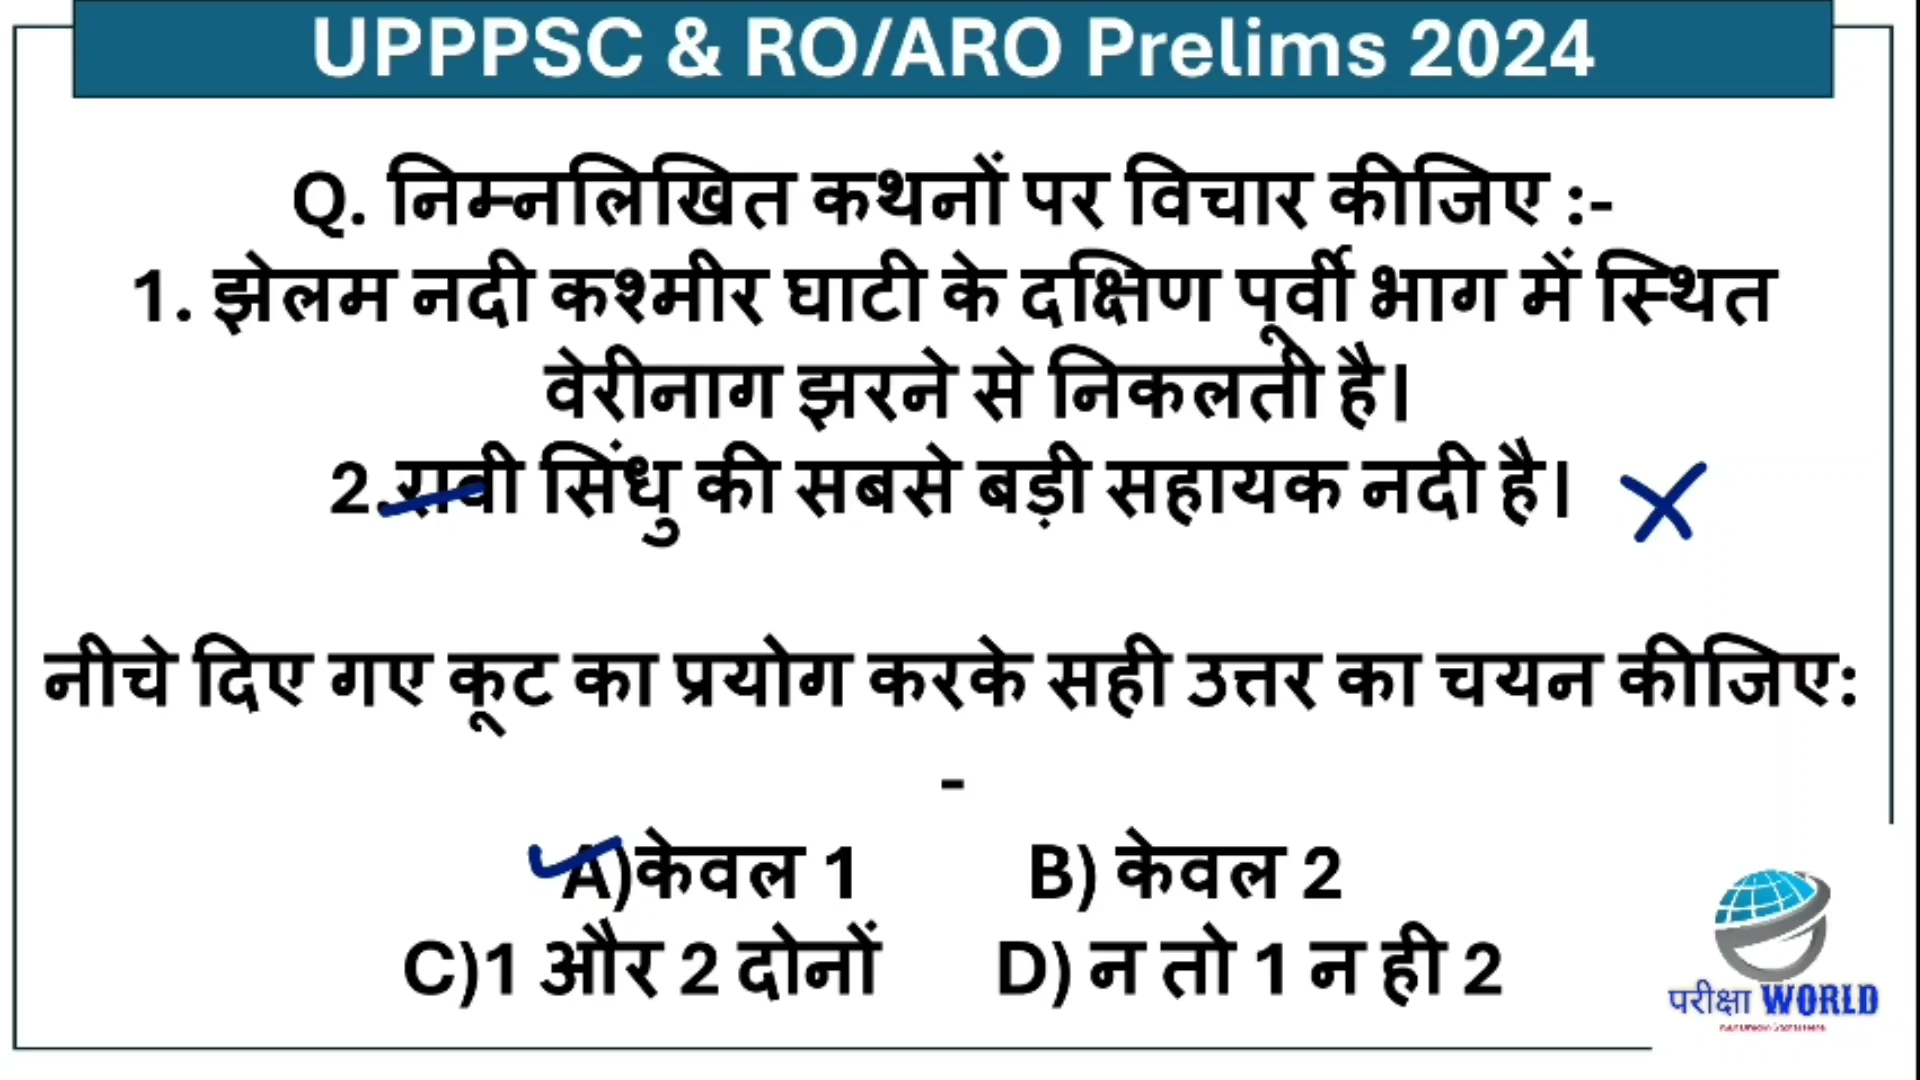 UPPPSC & RO/ARO Prelims 2024
Q. निम्नलिखित कथनों पर विचार कीजिए :-
1. झेलम नदी कश्मीर घाटी के दक्षिण पूर्वी भाग में स्थित
वेरीनाग झरने से निकलती है।
2. रावी सिंधु की सबसे बड़ी सहायक नदी है।
नीचे दिए गए कूट का प्रयोग करके सही उत्तर का चयन कीजिए:
-
A)केवल 1 B) केवल 2
C)1 और 2 दोनों D) न तो 1 न ही 2
परीक्षा WORLD